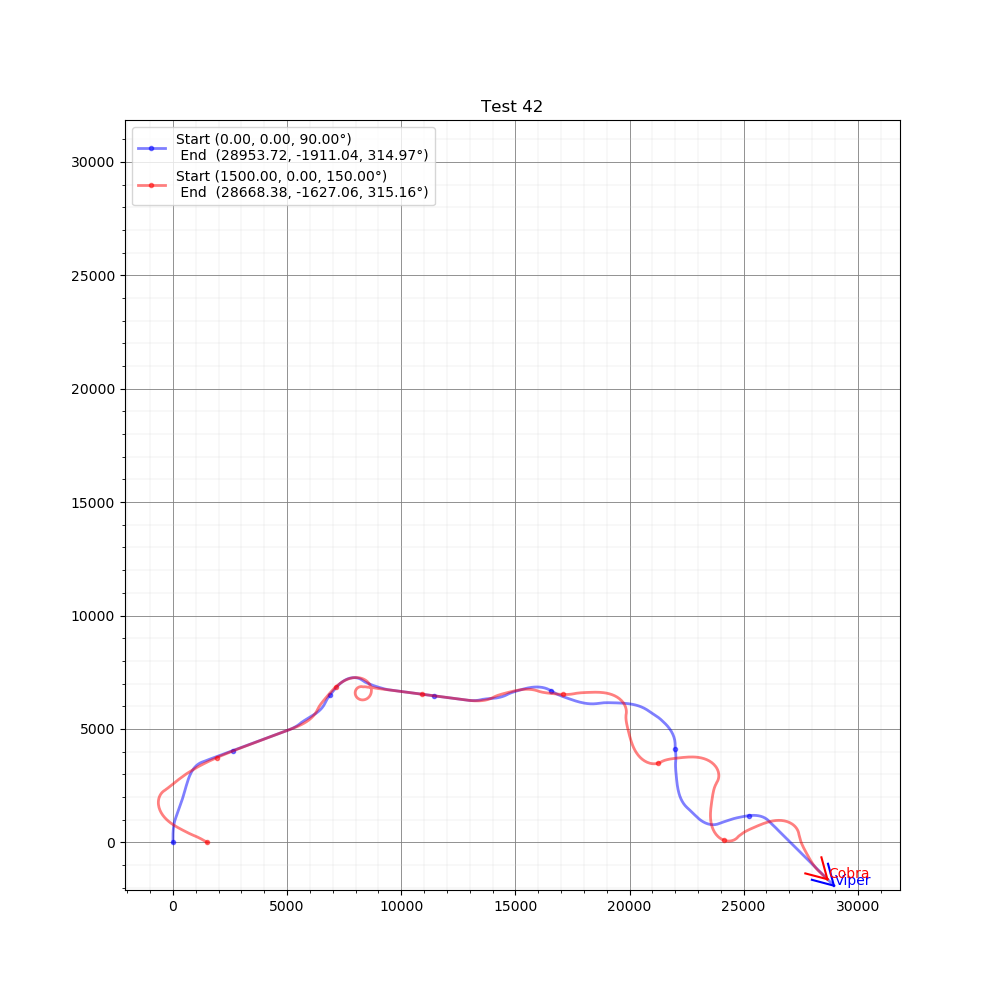 Test 42
Start (0.00, 0.00, 90.00°)
End (28953.72, -1911.04, 314.97°)
Start (1500.00, 0.00, 150.00°)
End (28668.38, -1627.06, 315.16°)
30000
25000
20000
15000
10000
5000
0
Cobra
Viper
0 5000 10000 15000 20000 25000 30000